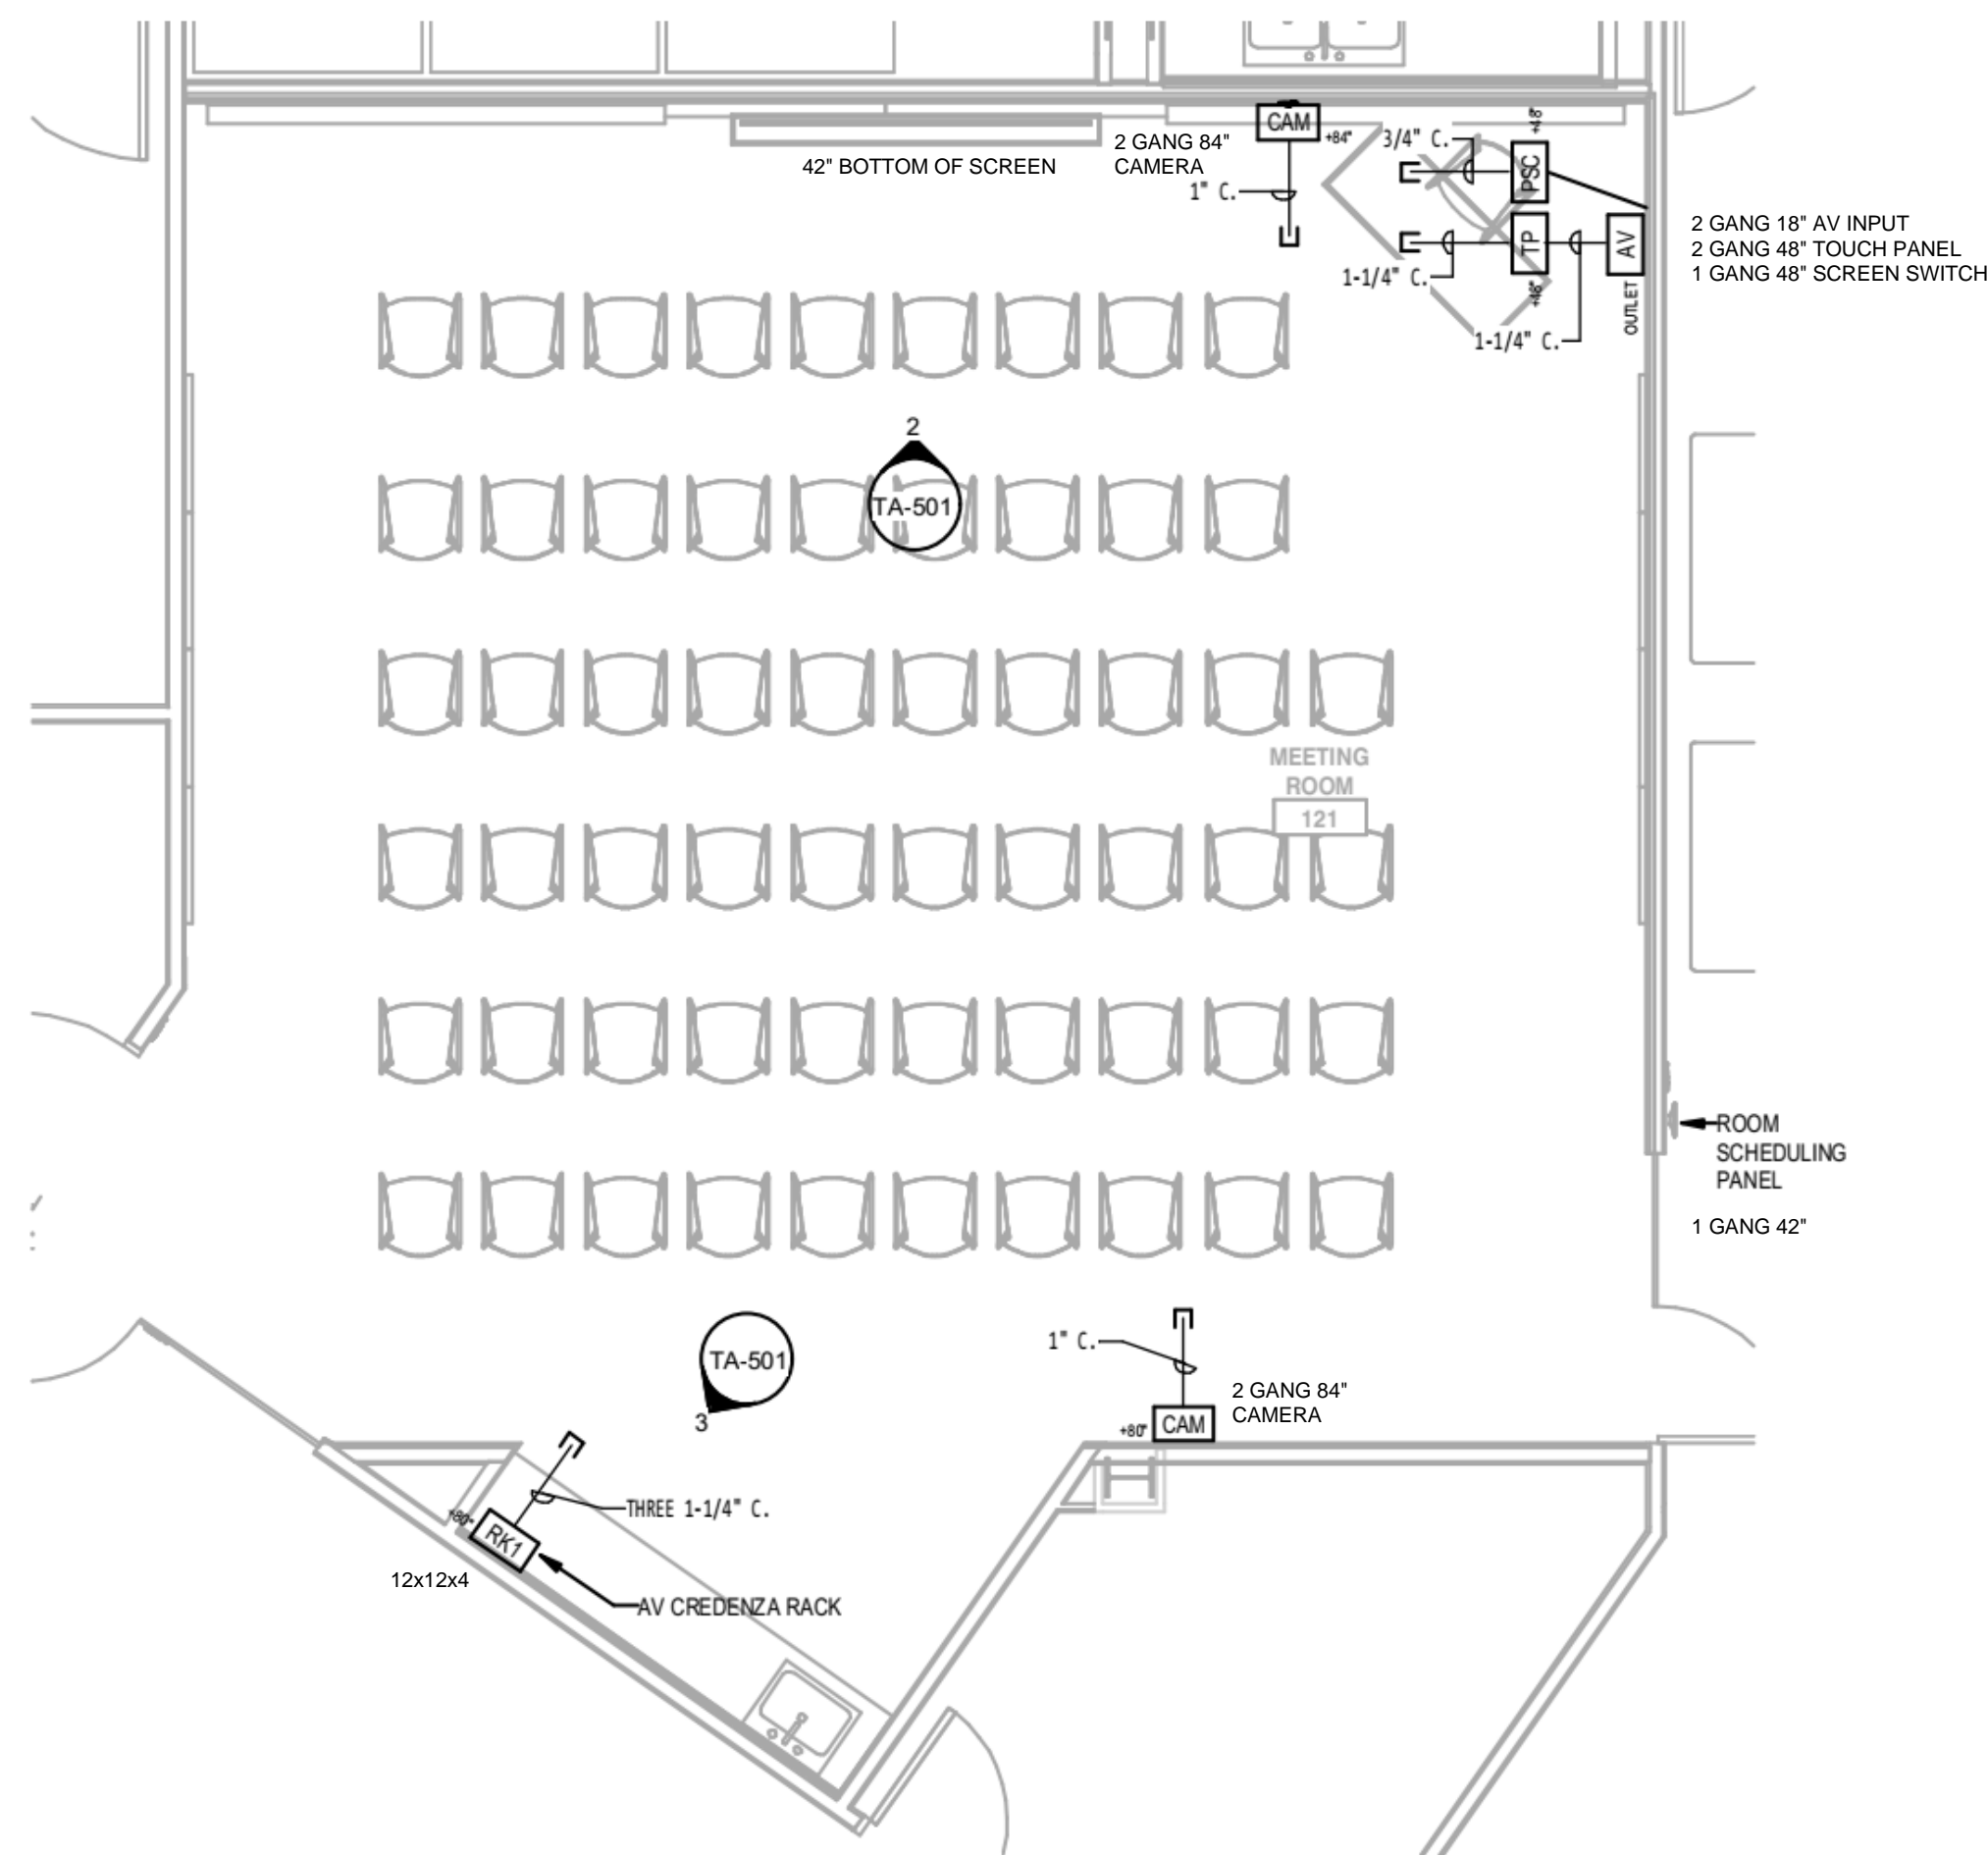 CAM
+84"
2 GANG 84"
CAMERA
42" BOTTOM OF SCREEN
1" C.
3/4" C.
+48"
PSC
TP
+48"
AV
OUTLET
1-1/4" C.
1-1/4" C.
2 GANG 18" AV INPUT
2 GANG 48" TOUCH PANEL
1 GANG 48" SCREEN SWITCH
2
TA-501
MEETING
ROOM
121
ROOM
SCHEDULING
PANEL
1 GANG 42"
TA-501
3
1" C.
2 GANG 84"
CAMERA
+80"
CAM
THREE 1-1/4" C.
+80"
RK1
12x12x4
AV CREDENZA RACK